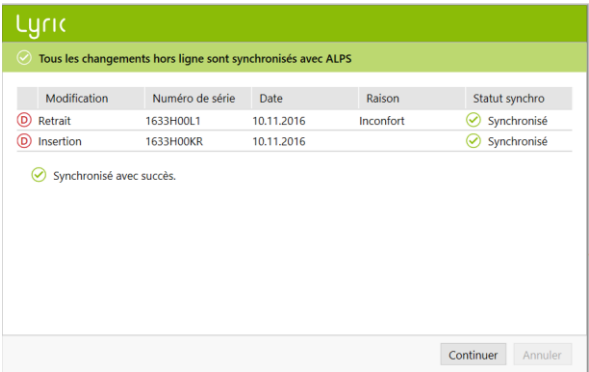 Lyric
Tous les changements hors ligne sont synchronisés avec ALPS
Modification Numéro de série Date Raison Statut synchro
D Retrait 1633H00L1 10.11.2016 Inconfort Synchronisé
D Insertion 1633H00KR 10.11.2016 Synchronisé
Synchronisé avec succès.
Continuer Annuler